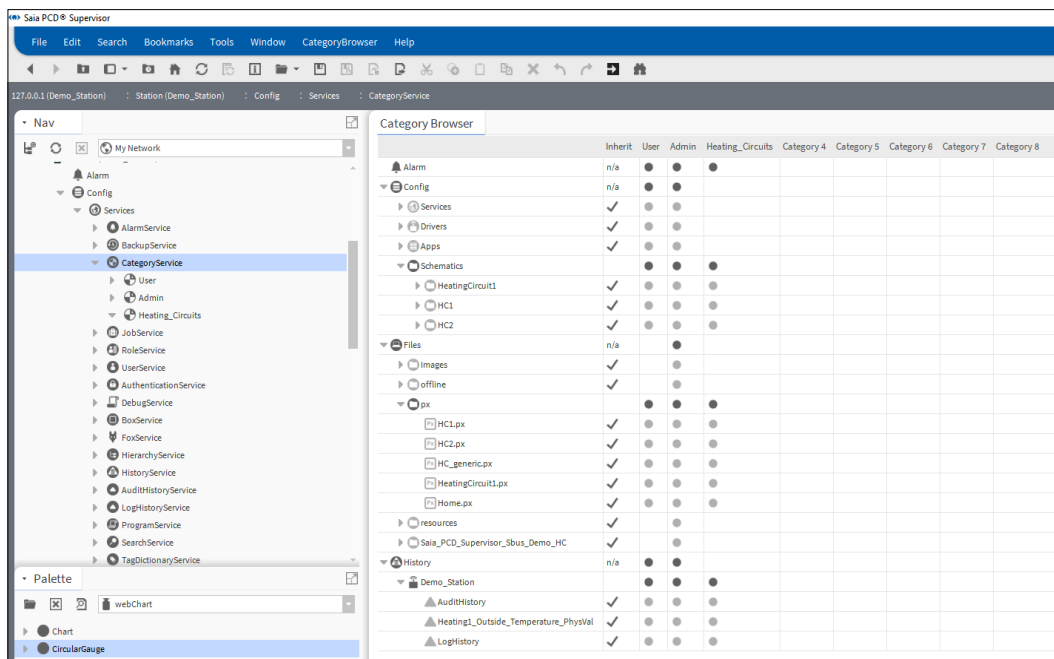 Saia PCD® Supervisor
File Edit Search Bookmarks Tools Window CategoryBrowser Help
127.0.0.1 (Demo_Station) : Station (Demo_Station) : Config : Services : CategoryService
Nav
My Network
Alarm
Config
Services
AlarmService
BackupService
CategoryService
User
Admin
Heating_Circuits
JobService
RoleService
UserService
AuthenticationService
DebugService
BoxService
FoxService
HierarchyService
HistoryService
AuditHistoryService
LogHistoryService
ProgramService
SearchService
TagDictionaryService
Palette
webChart
Chart
CircularGauge
Category Browser
Inherit User Admin Heating_Circuits Category 4 Category 5 Category 6 Category 7 Category 8
Alarm n/a
Config n/a
Services
Drivers
Apps
Schematics
HeatingCircuit1
HC1
HC2
Files n/a
Images
offline
px
Px HC1.px
Px HC2.px
Px HC_generic.px
Px HeatingCircuit1.px
Px Home.px
resources
Saia_PCD_Supervisor_Sbus_Demo_HC
History n/a
Demo_Station
AuditHistory
Heating1_Outside_Temperature_PhysVal
LogHistory